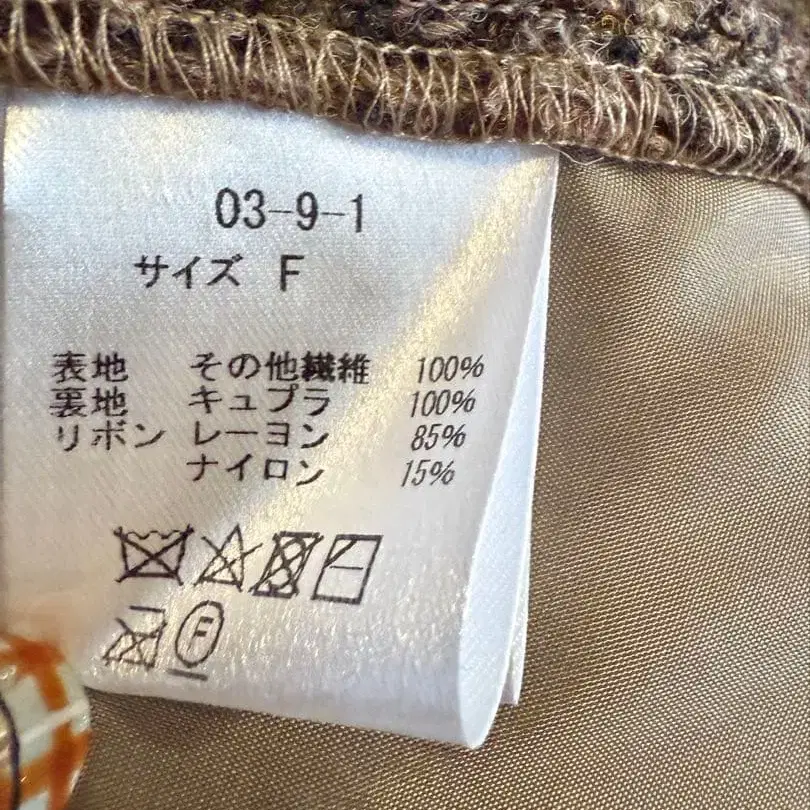 03-9-1
サイズ F
表地 その他繊維 100%
裏地 キュプラ 100%
リボン レーヨン 85%
ナイロン 15%
F